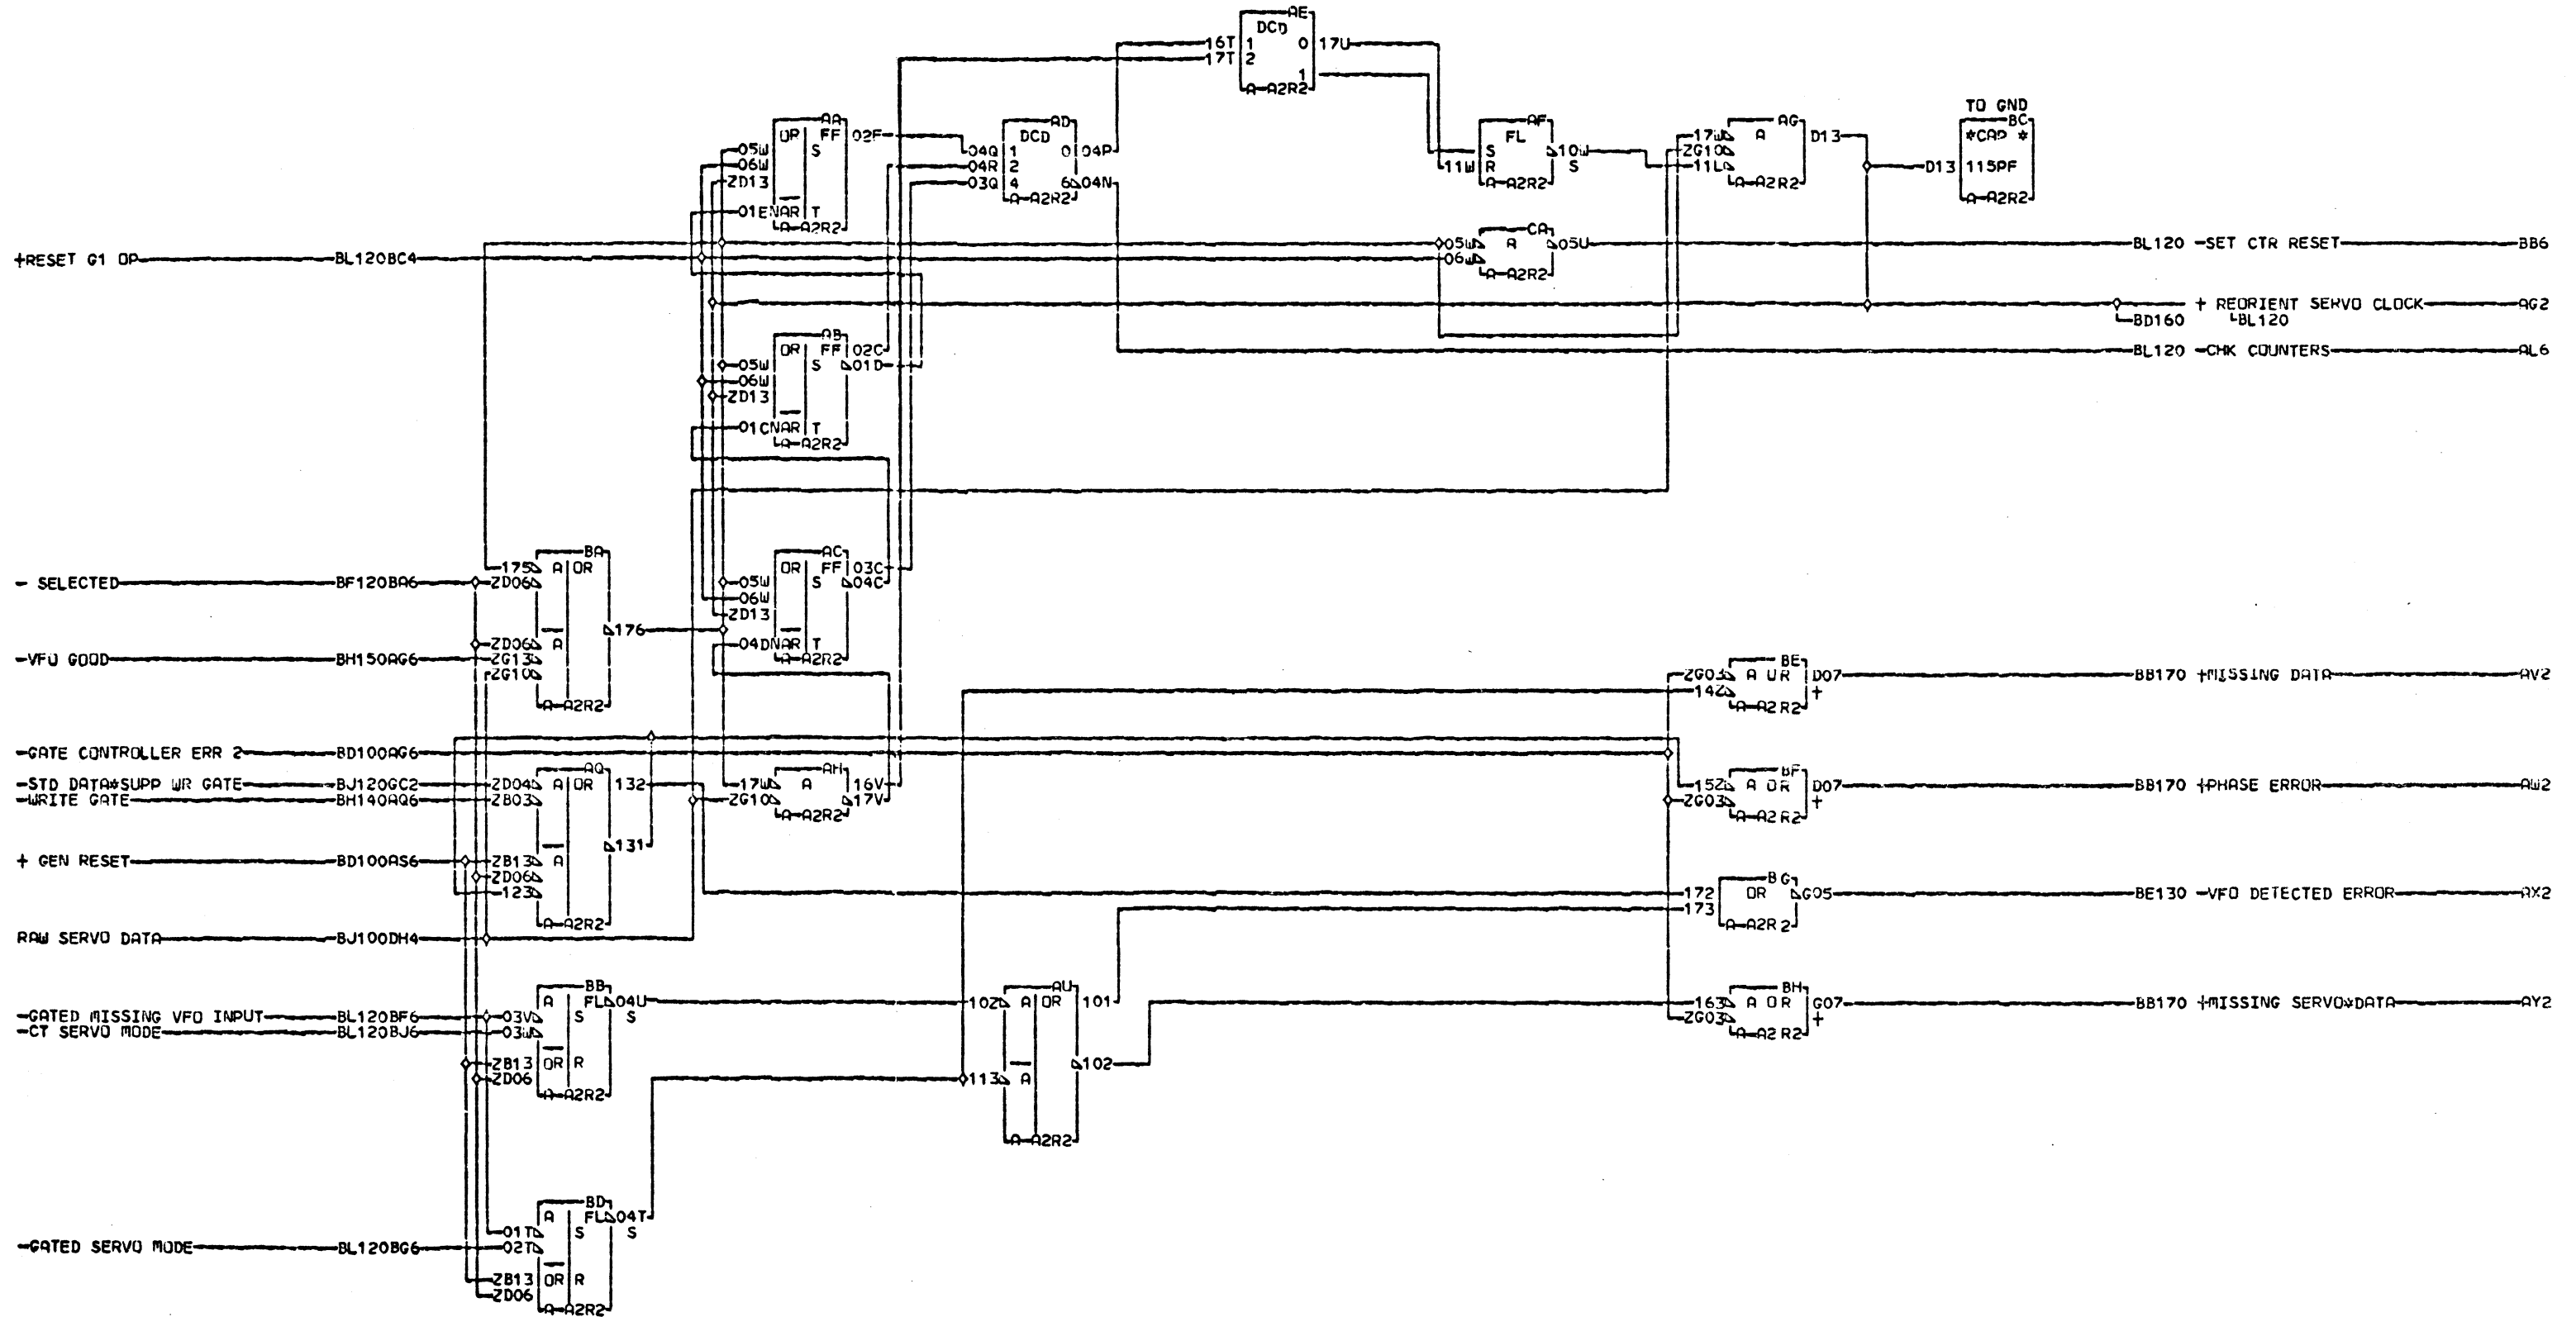 AE
DCD
16T 1 0 17U
17T 2
1
A-A2R2
TO GND
AA
OR FF 02F
05W S
06W
ZD13
01E NAR T
A-A2R2
AD
DCD
04Q 1 0 04P
04R 2
03Q 4 6 04N
A-A2R2
AF
FL
S 10W
11W R S
A-A2R2
AG
17W A D13
ZG10
11L
A-A2R2
BC
*CAP *
D13 115PF
A-A2R2
CA
05W A 05U
06W
A-A2R2
BL120 -SET CTR RESET BB6
+RESET G1 OP BL120BC4
+ REORIENT SERVO CLOCK AG2
BD160 BL120
AB
OR FF 02C
05W S 01D
06W
ZD13
01C NAR T
A-A2R2
BL120 -CHK COUNTERS AL6
BA
175 A OR
- SELECTED BF120BA6 ZD06
176
ZD06 A
-VFO GOOD BH150AG6 ZG13
ZG10
A-A2R2
AC
OR FF 03C
05W S 04C
06W
ZD13
04D NAR T
A-A2R2
BE
ZG03 A OR D07 BB170 +MISSING DATA AV2
14Z +
A-A2R2
-GATE CONTROLLER ERR 2 BD100AG6
AQ
-STD DATA*SUPP WR GATE BJ120GC2 ZD04 A OR 132
-WRITE GATE BH140AQ6 ZB03
131
+ GEN RESET BD100AS6 ZB13 A
ZD06
123
A-A2R2
AH
17W A 16V
ZG10 17V
A-A2R2
BF
15Z A OR D07 BB170 +PHASE ERROR AW2
ZG03 +
A-A2R2
BG
172 OR G05 BE130 -VFO DETECTED ERROR AX2
173
A-A2R2
RAW SERVO DATA BJ100DH4
BB
A FL 04U
-GATED MISSING VFO INPUT BL120BF6 03V S S
-CT SERVO MODE BL120BJ6 03W
ZB13 OR R
ZD06
A-A2R2
AU
10Z A OR 101
102
113 A
A-A2R2
BH
163 A OR G07 BB170 +MISSING SERVO*DATA AY2
ZG03 +
A-A2R2
BD
A FL 04T
01T S S
-GATED SERVO MODE BL120BG6 02T
ZB13 OR R
ZD06
A-A2R2